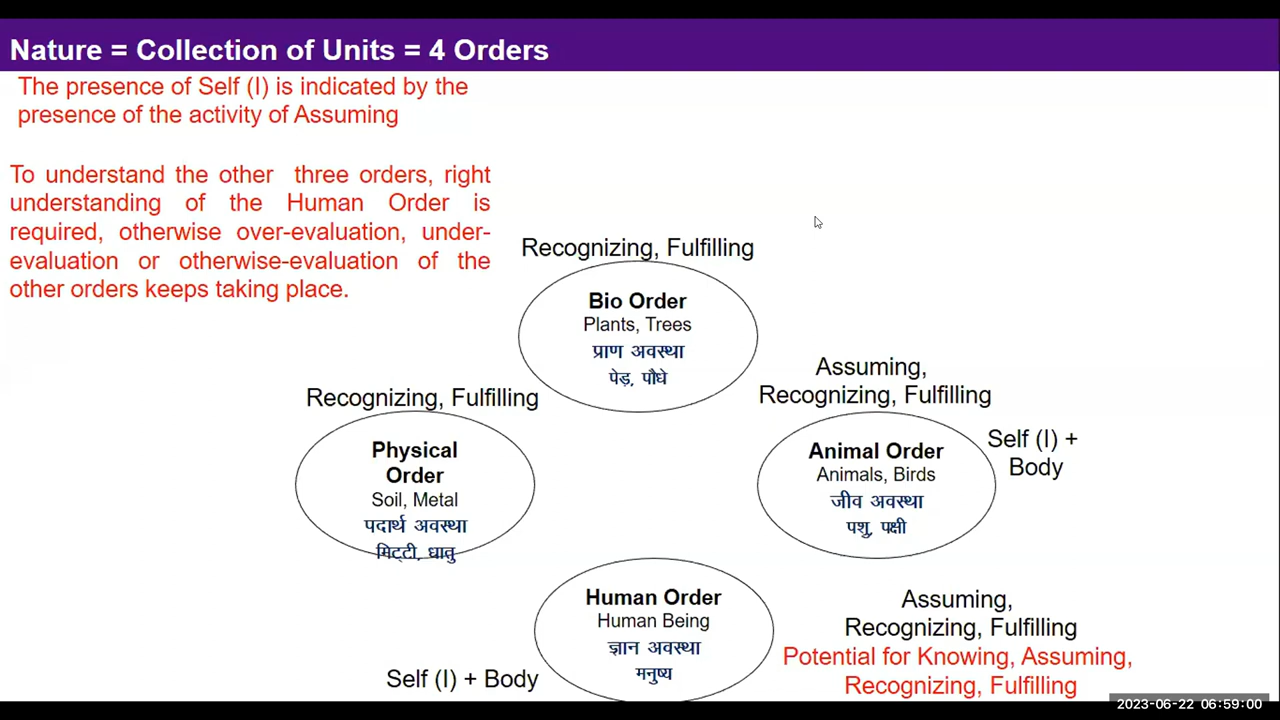 Nature = Collection of Units = 4 Orders
The presence of Self (I) is indicated by the
presence of the activity of Assuming
To understand the other three orders, right
understanding of the Human Order is
required, otherwise over-evaluation, under-
evaluation or otherwise-evaluation of the
other orders keeps taking place.
Recognizing, Fulfilling
Bio Order
Plants, Trees
प्राण अवस्था
पेड़, पौधे
Recognizing, Fulfilling
Physical
Order
Soil, Metal
पदार्थ अवस्था
मिट्टी, धातु
Assuming,
Recognizing, Fulfilling
Animal Order
Animals, Birds
जीव अवस्था
पशु, पक्षी
Self (I) +
Body
Human Order
Human Being
ज्ञान अवस्था
मनुष्य
Self (I) + Body
Assuming,
Recognizing, Fulfilling
Potential for Knowing, Assuming,
Recognizing, Fulfilling
2023-06-22 06:59:00